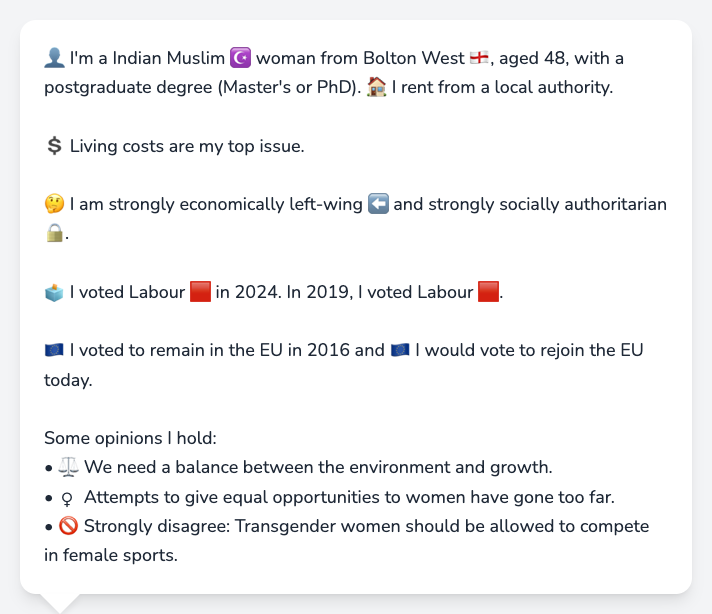 👤 I'm a Indian Muslim ☪️ woman from Bolton West 🏴󠁧󠁢󠁥󠁮󠁧󠁿, aged 48, with a
postgraduate degree (Master's or PhD). 🏠 I rent from a local authority.
💲 Living costs are my top issue.
🤔 I am strongly economically left-wing ⬅️ and strongly socially authoritarian
🔒.
🗳️ I voted Labour 🟥 in 2024. In 2019, I voted Labour 🟥.
🇪🇺 I voted to remain in the EU in 2016 and 🇪🇺 I would vote to rejoin the EU
today.
Some opinions I hold:
• ⚖️ We need a balance between the environment and growth.
• ♀ Attempts to give equal opportunities to women have gone too far.
• 🚫 Strongly disagree: Transgender women should be allowed to compete
in female sports.